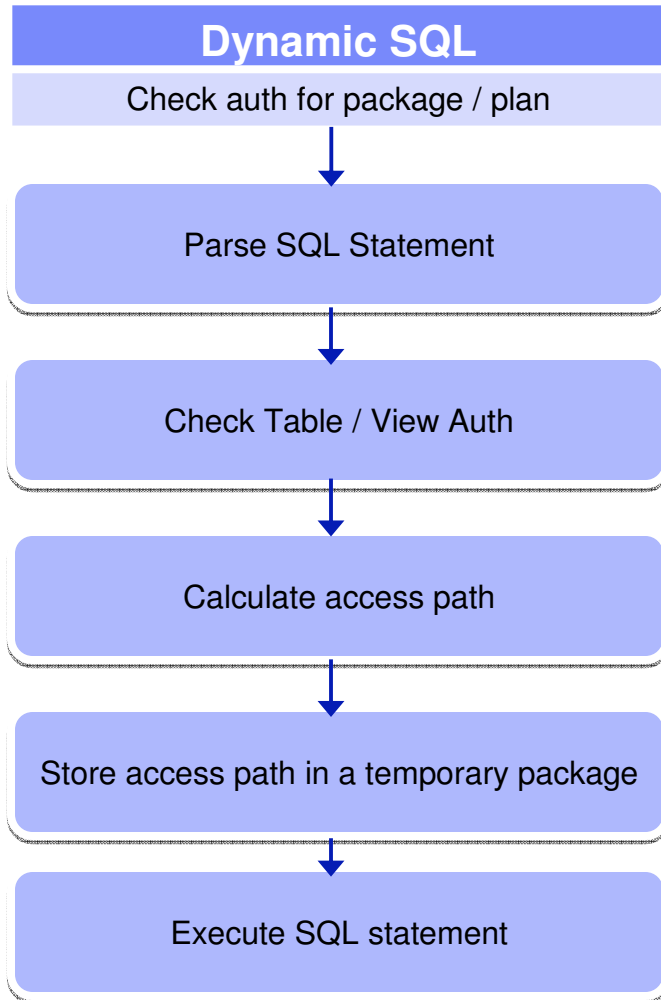 Dynamic SQL
Check auth for package / plan
Parse SQL Statement
Check Table / View Auth
Calculate access path
Store access path in a temporary package
Execute SQL statement